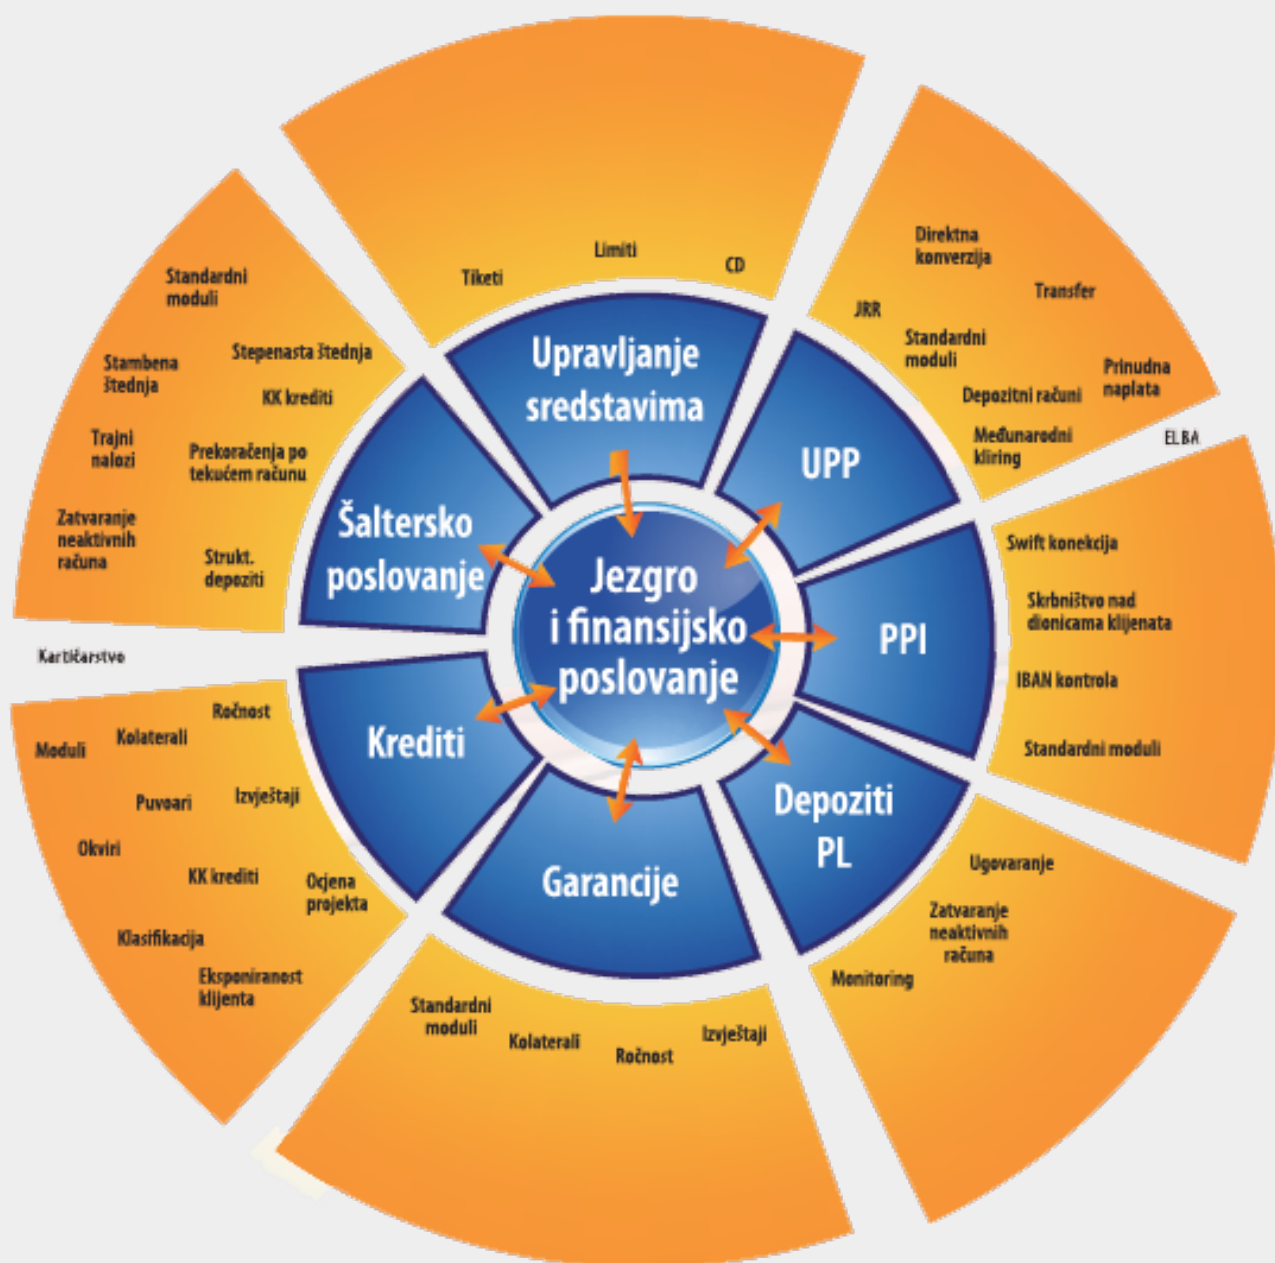 Jezgro
i finansijsko
poslovanje
Upravljanje
sredstavima
Tiketi
Limiti
CD
UPP
Direktna
konverzija
Transfer
JRR
Standardni
moduli
Prinudna
naplata
Depozitni računi
Međunarodni
kliring
ELBA
PPI
Swift konekcija
Skrbništvo nad
dionicama klijenata
IBAN kontrola
Standardni moduli
Depoziti
PL
Ugovaranje
Zatvaranje
neaktivnih
računa
Monitoring
Garancije
Standardni
moduli
Kolaterali
Ročnost
Izvještaji
Krediti
Ročnost
Kolaterali
Moduli
Puvoari
Izvještaji
Okviri
KK krediti
Ocjena
projekta
Klasifikacija
Eksponiranost
klijenta
Kartičarstvo
Šaltersko
poslovanje
Standardni
moduli
Stepenasta štednja
Stambena
štednja
KK krediti
Trajni
nalozi
Prekoračenja po
tekućem računu
Zatvaranje
neaktivnih
računa
Strukt.
depoziti